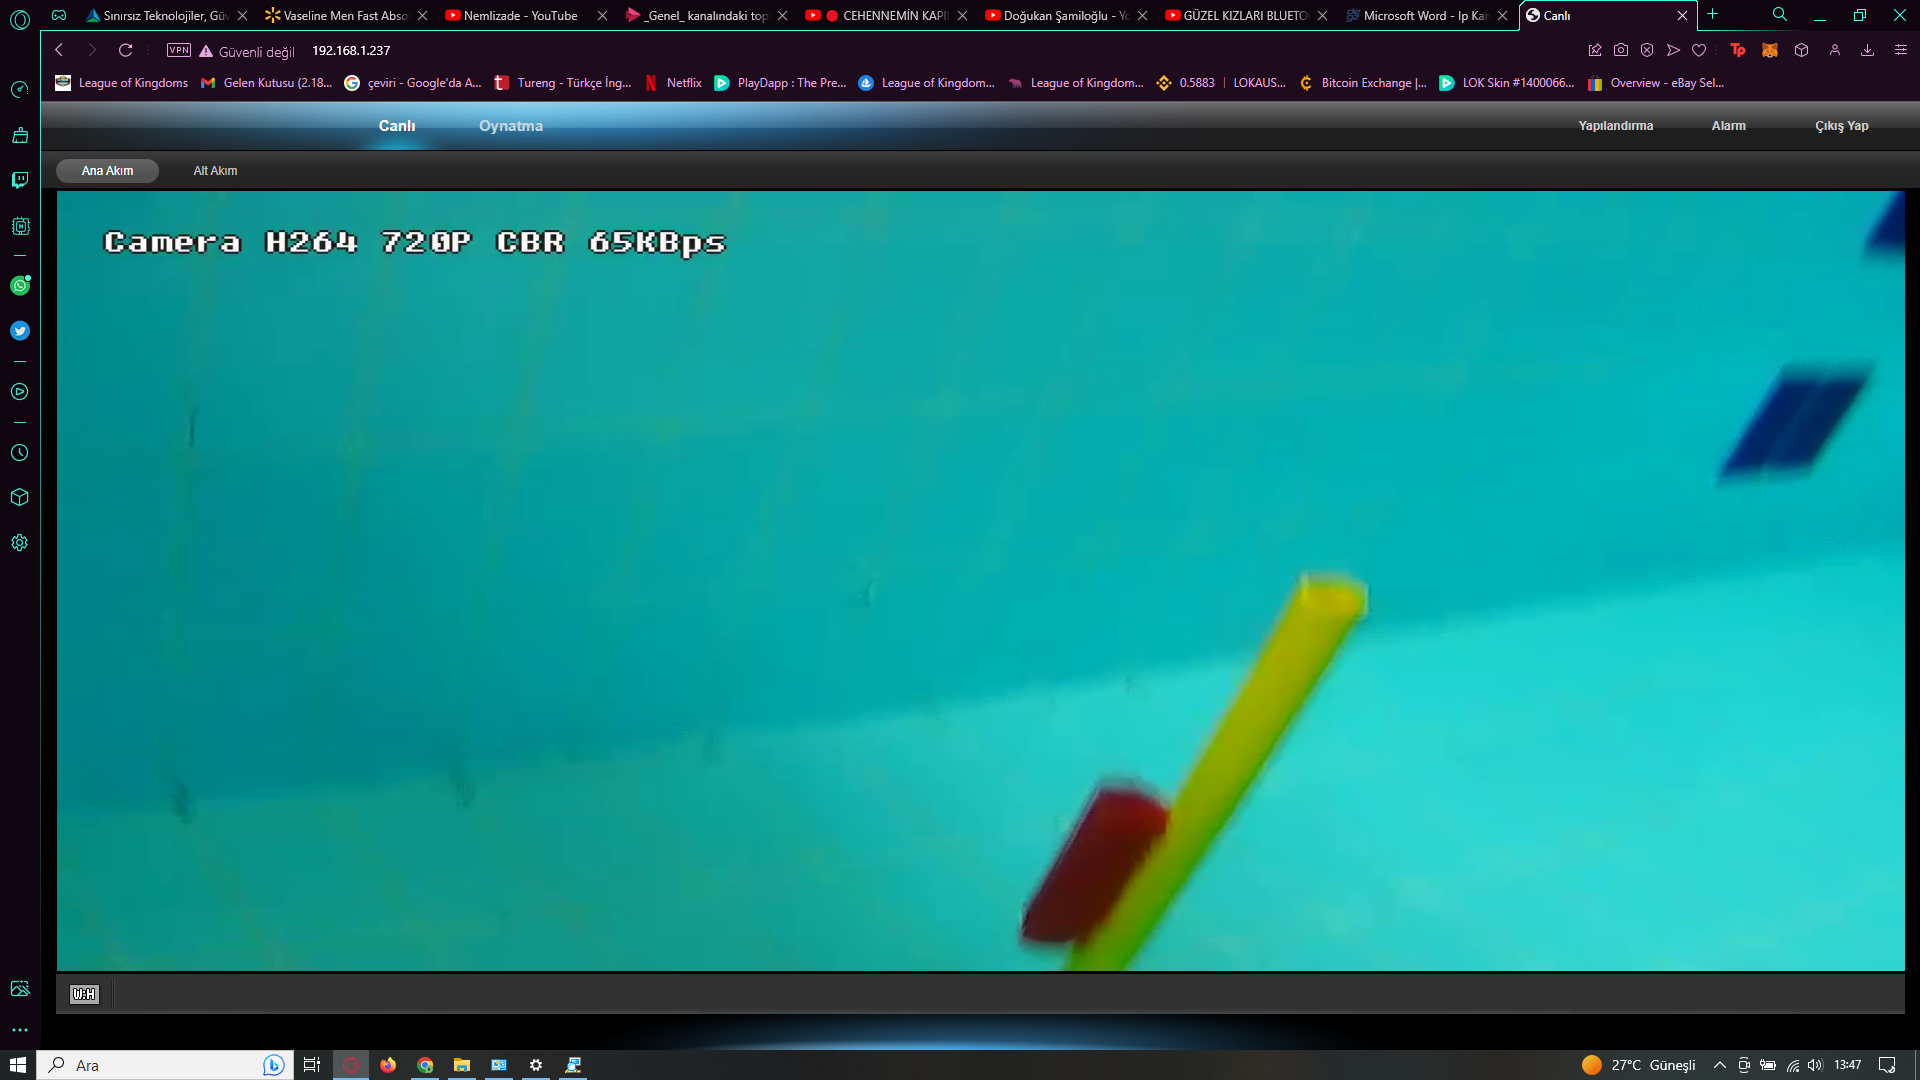 Sınırsız Teknolojiler, Gü
Vaseline Men Fast Abso
Nemlizade - YouTube
_Genel_ kanalındaki top
CEHENNEMİN KAPI
Doğukan Şamiloğlu - Yo
GÜZEL KIZLARI BLUETO
Microsoft Word - Ip Kar
Canlı
VPN Güvenli değil 192.168.1.237
League of Kingdoms
Gelen Kutusu (2.18...
çeviri - Google'da A...
Tureng - Türkçe İng...
Netflix
PlayDapp : The Pre...
League of Kingdom...
League of Kingdom...
0.5883 | LOKAUS...
Bitcoin Exchange |...
LOK Skin #1400066...
Overview - eBay Sel...
Canlı Oynatma Yapılandırma Alarm Çıkış Yap
Ana Akım Alt Akım
Camera H264 720P CBR 65KBps
W:H
Ara
27°C Güneşli 13:47